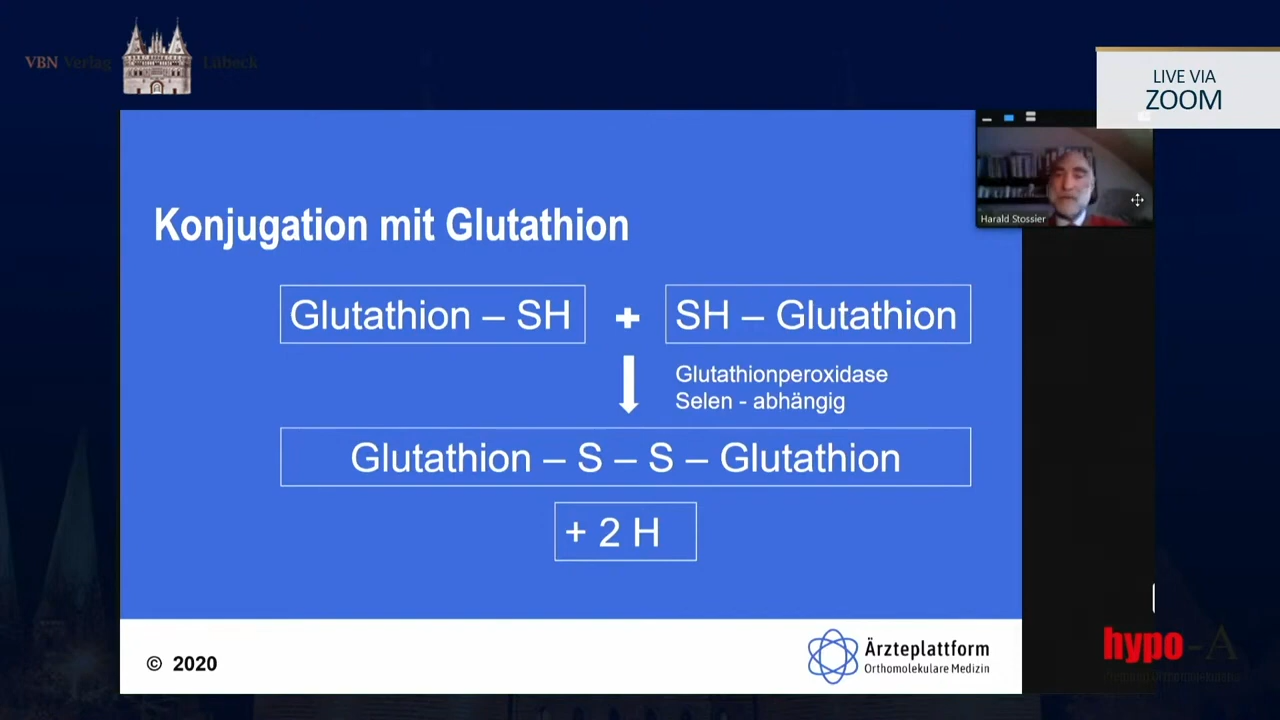 VBN Verlag Lübeck
LIVE VIA
ZOOM
Harald Stossier
Konjugation mit Glutathion
Glutathion – SH + SH – Glutathion
Glutathionperoxidase
Selen - abhängig
Glutathion – S – S – Glutathion
+ 2 H
© 2020
Ärzteplattform
Orthomolekulare Medizin
hypo-A